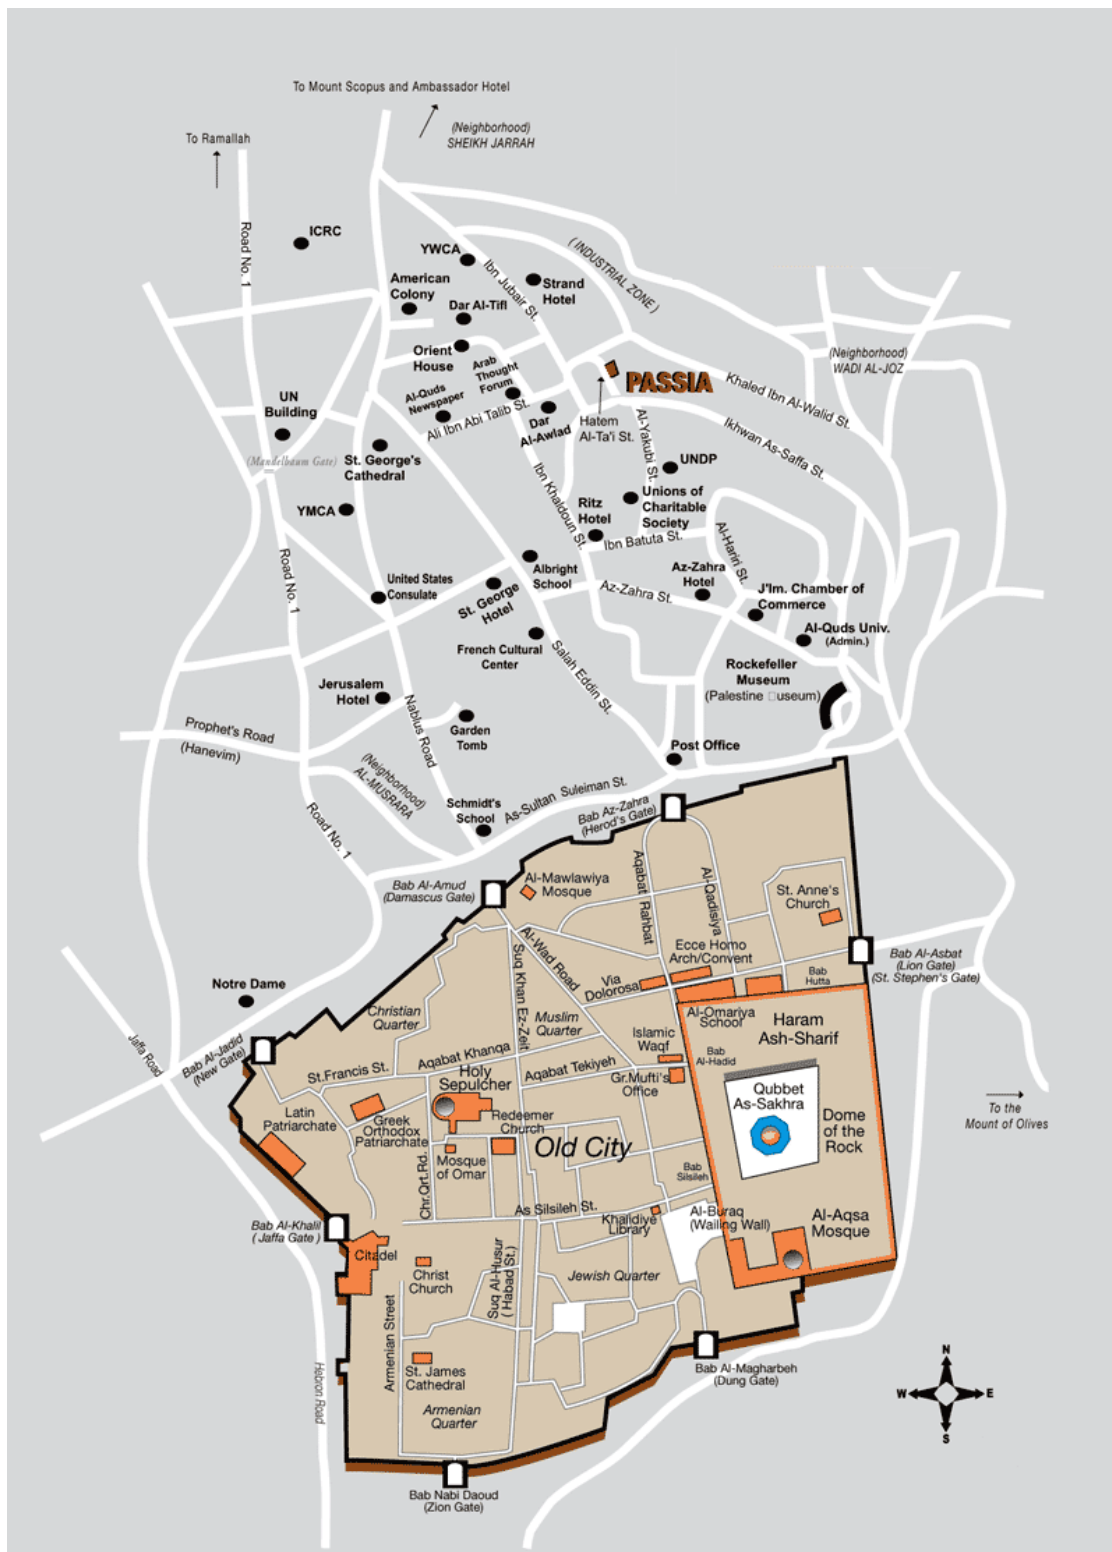 To Mount Scopus and Ambassador Hotel
(Neighborhood)
SHEIKH JARRAH
To Ramallah
Road No. 1
ICRC
YWCA
Ibn Jubair St.
(INDUSTRIAL ZONE)
American
Colony
Strand
Hotel
Dar Al-Tifl
Orient
House
Arab
Thought
Forum
(Neighborhood)
WADI AL-JOZ
PASSIA
Khaled Ibn Al-Walid St.
Al-Quds
Newspaper
UN
Building
Ali Ibn Abi Talib St.
Dar
Al-Awlad
Hatem
Al-Ta'i St.
Al-Yakubi St.
Ikhwan As-Saffa St.
(Mandelbaum Gate)
St. George's
Cathedral
UNDP
Ibn Khaldoun St.
YMCA
Ritz
Hotel
Unions of
Charitable
Society
Ibn Batuta St.
Al-Hariri St.
Road No. 1
United States
Consulate
Albright
School
St. George
Hotel
Az-Zahra
Hotel
Az-Zahra St.
J'lm. Chamber of
Commerce
Al-Quds Univ.
(Admin.)
French Cultural
Center
Salah Eddin St.
Rockefeller
Museum
(Palestine □useum)
Jerusalem
Hotel
Nablus Road
Garden
Tomb
Prophet's Road
(Hanevim)
Post Office
(Neighborhood)
AL-MUSRARA
Schmidt's
School
As-Sultan Suleiman St.
Bab Az-Zahra
(Herod's Gate)
Road No. 1
Bab Al-Amud
(Damascus Gate)
Al-Mawlawiya
Mosque
Aqabat Rahbat
Al-Qadisiya
St. Anne's
Church
Al-Wad Road
Suq Khan Ez-Zeit
Ecce Homo
Arch/Convent
Bab Al-Asbat
(Lion Gate)
(St. Stephen's Gate)
Bab
Hutta
Via
Dolorosa
Notre Dame
Christian
Quarter
Muslim
Quarter
Al-Omariya
School
Haram
Ash-Sharif
Jaffa Road
Bab Al-Jadid
(New Gate)
Islamic
Waqf
Bab
Al-Hadid
St.Francis St.
Aqabat Khanqa
Aqabat Tekiyeh
Gr.Mufti's
Office
Holy
Sepulcher
Qubbet
As-Sakhra
Latin
Patriarchate
Greek
Orthodox
Patriarchate
Redeemer
Church
Dome
of the
Rock
To the
Mount of Olives
Old City
Mosque
of Omar
Chr.Qrt.Rd.
Bab
Silsileh
As Silsileh St.
Khalidiye
Library
Al-Buraq
(Wailing Wall)
Al-Aqsa
Mosque
Bab Al-Khalil
( Jaffa Gate )
Citadel
Christ
Church
Suq Al-Husur
( Habad St.)
Jewish Quarter
Armenian Street
St. James
Cathedral
Armenian
Quarter
Hebron Road
Bab Al-Magharbeh
(Dung Gate)
Bab Nabi Daoud
(Zion Gate)
N
W
E
S